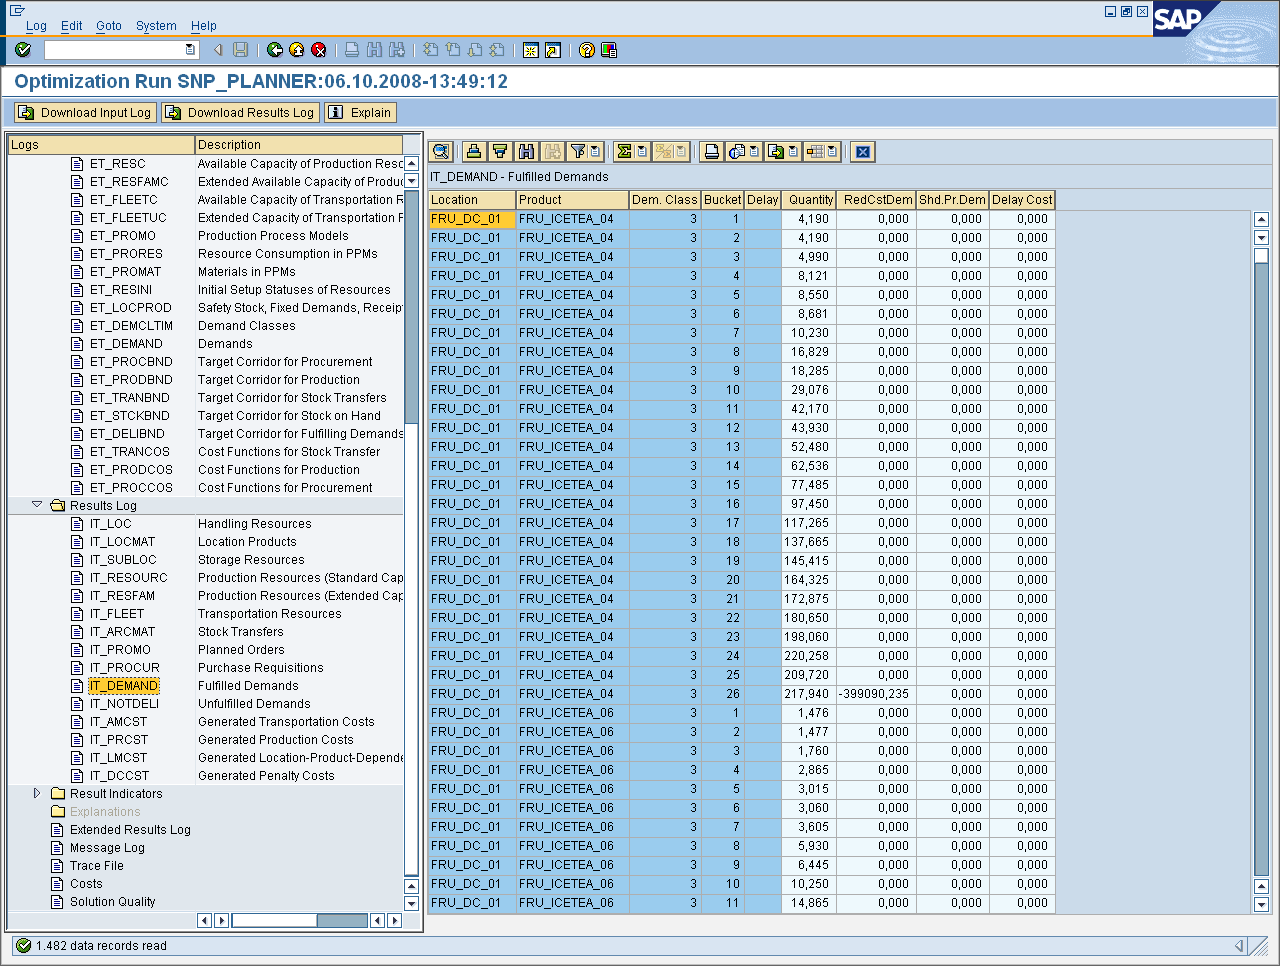 Log Edit Goto System Help
SAP
Optimization Run SNP_PLANNER:06.10.2008-13:49:12
Download Input Log Download Results Log Explain
Logs Description
ET_RESC Available Capacity of Production Resc
ET_RESFAMC Extended Available Capacity of Produc
ET_FLEETC Available Capacity of Transportation R
ET_FLEETUC Extended Capacity of Transportation F
ET_PROMO Production Process Models
ET_PRORES Resource Consumption in PPMs
ET_PROMAT Materials in PPMs
ET_RESINI Initial Setup Statuses of Resources
ET_LOCPROD Safety Stock, Fixed Demands, Receip
ET_DEMCLTIM Demand Classes
ET_DEMAND Demands
ET_PROCBND Target Corridor for Procurement
ET_PRODBND Target Corridor for Production
ET_TRANBND Target Corridor for Stock Transfers
ET_STCKBND Target Corridor for Stock on Hand
ET_DELIBND Target Corridor for Fulfilling Demands
ET_TRANCOS Cost Functions for Stock Transfer
ET_PRODCOS Cost Functions for Production
ET_PROCCOS Cost Functions for Procurement
Results Log
IT_LOC Handling Resources
IT_LOCMAT Location Products
IT_SUBLOC Storage Resources
IT_RESOURC Production Resources (Standard Cap
IT_RESFAM Production Resources (Extended Cap
IT_FLEET Transportation Resources
IT_ARCMAT Stock Transfers
IT_PROMO Planned Orders
IT_PROCUR Purchase Requisitions
IT_DEMAND Fulfilled Demands
IT_NOTDELI Unfulfilled Demands
IT_AMCST Generated Transportation Costs
IT_PRCST Generated Production Costs
IT_LMCST Generated Location-Product-Depende
IT_DCCST Generated Penalty Costs
Result Indicators
Explanations
Extended Results Log
Message Log
Trace File
Costs
Solution Quality
IT_DEMAND - Fulfilled Demands
Location Product Dem. Class Bucket Delay Quantity RedCstDem Shd.Pr.Dem Delay Cost
FRU_DC_01 FRU_ICETEA_04 3 1 4,190 0,000 0,000 0,000
FRU_DC_01 FRU_ICETEA_04 3 2 4,190 0,000 0,000 0,000
FRU_DC_01 FRU_ICETEA_04 3 3 4,990 0,000 0,000 0,000
FRU_DC_01 FRU_ICETEA_04 3 4 8,121 0,000 0,000 0,000
FRU_DC_01 FRU_ICETEA_04 3 5 8,550 0,000 0,000 0,000
FRU_DC_01 FRU_ICETEA_04 3 6 8,681 0,000 0,000 0,000
FRU_DC_01 FRU_ICETEA_04 3 7 10,230 0,000 0,000 0,000
FRU_DC_01 FRU_ICETEA_04 3 8 16,829 0,000 0,000 0,000
FRU_DC_01 FRU_ICETEA_04 3 9 18,285 0,000 0,000 0,000
FRU_DC_01 FRU_ICETEA_04 3 10 29,076 0,000 0,000 0,000
FRU_DC_01 FRU_ICETEA_04 3 11 42,170 0,000 0,000 0,000
FRU_DC_01 FRU_ICETEA_04 3 12 43,930 0,000 0,000 0,000
FRU_DC_01 FRU_ICETEA_04 3 13 52,480 0,000 0,000 0,000
FRU_DC_01 FRU_ICETEA_04 3 14 62,536 0,000 0,000 0,000
FRU_DC_01 FRU_ICETEA_04 3 15 77,485 0,000 0,000 0,000
FRU_DC_01 FRU_ICETEA_04 3 16 97,450 0,000 0,000 0,000
FRU_DC_01 FRU_ICETEA_04 3 17 117,265 0,000 0,000 0,000
FRU_DC_01 FRU_ICETEA_04 3 18 137,665 0,000 0,000 0,000
FRU_DC_01 FRU_ICETEA_04 3 19 145,415 0,000 0,000 0,000
FRU_DC_01 FRU_ICETEA_04 3 20 164,325 0,000 0,000 0,000
FRU_DC_01 FRU_ICETEA_04 3 21 172,875 0,000 0,000 0,000
FRU_DC_01 FRU_ICETEA_04 3 22 180,650 0,000 0,000 0,000
FRU_DC_01 FRU_ICETEA_04 3 23 198,060 0,000 0,000 0,000
FRU_DC_01 FRU_ICETEA_04 3 24 220,258 0,000 0,000 0,000
FRU_DC_01 FRU_ICETEA_04 3 25 209,720 0,000 0,000 0,000
FRU_DC_01 FRU_ICETEA_04 3 26 217,940 -399090,235 0,000 0,000
FRU_DC_01 FRU_ICETEA_06 3 1 1,476 0,000 0,000 0,000
FRU_DC_01 FRU_ICETEA_06 3 2 1,477 0,000 0,000 0,000
FRU_DC_01 FRU_ICETEA_06 3 3 1,760 0,000 0,000 0,000
FRU_DC_01 FRU_ICETEA_06 3 4 2,865 0,000 0,000 0,000
FRU_DC_01 FRU_ICETEA_06 3 5 3,015 0,000 0,000 0,000
FRU_DC_01 FRU_ICETEA_06 3 6 3,060 0,000 0,000 0,000
FRU_DC_01 FRU_ICETEA_06 3 7 3,605 0,000 0,000 0,000
FRU_DC_01 FRU_ICETEA_06 3 8 5,930 0,000 0,000 0,000
FRU_DC_01 FRU_ICETEA_06 3 9 6,445 0,000 0,000 0,000
FRU_DC_01 FRU_ICETEA_06 3 10 10,250 0,000 0,000 0,000
FRU_DC_01 FRU_ICETEA_06 3 11 14,865 0,000 0,000 0,000
1.482 data records read